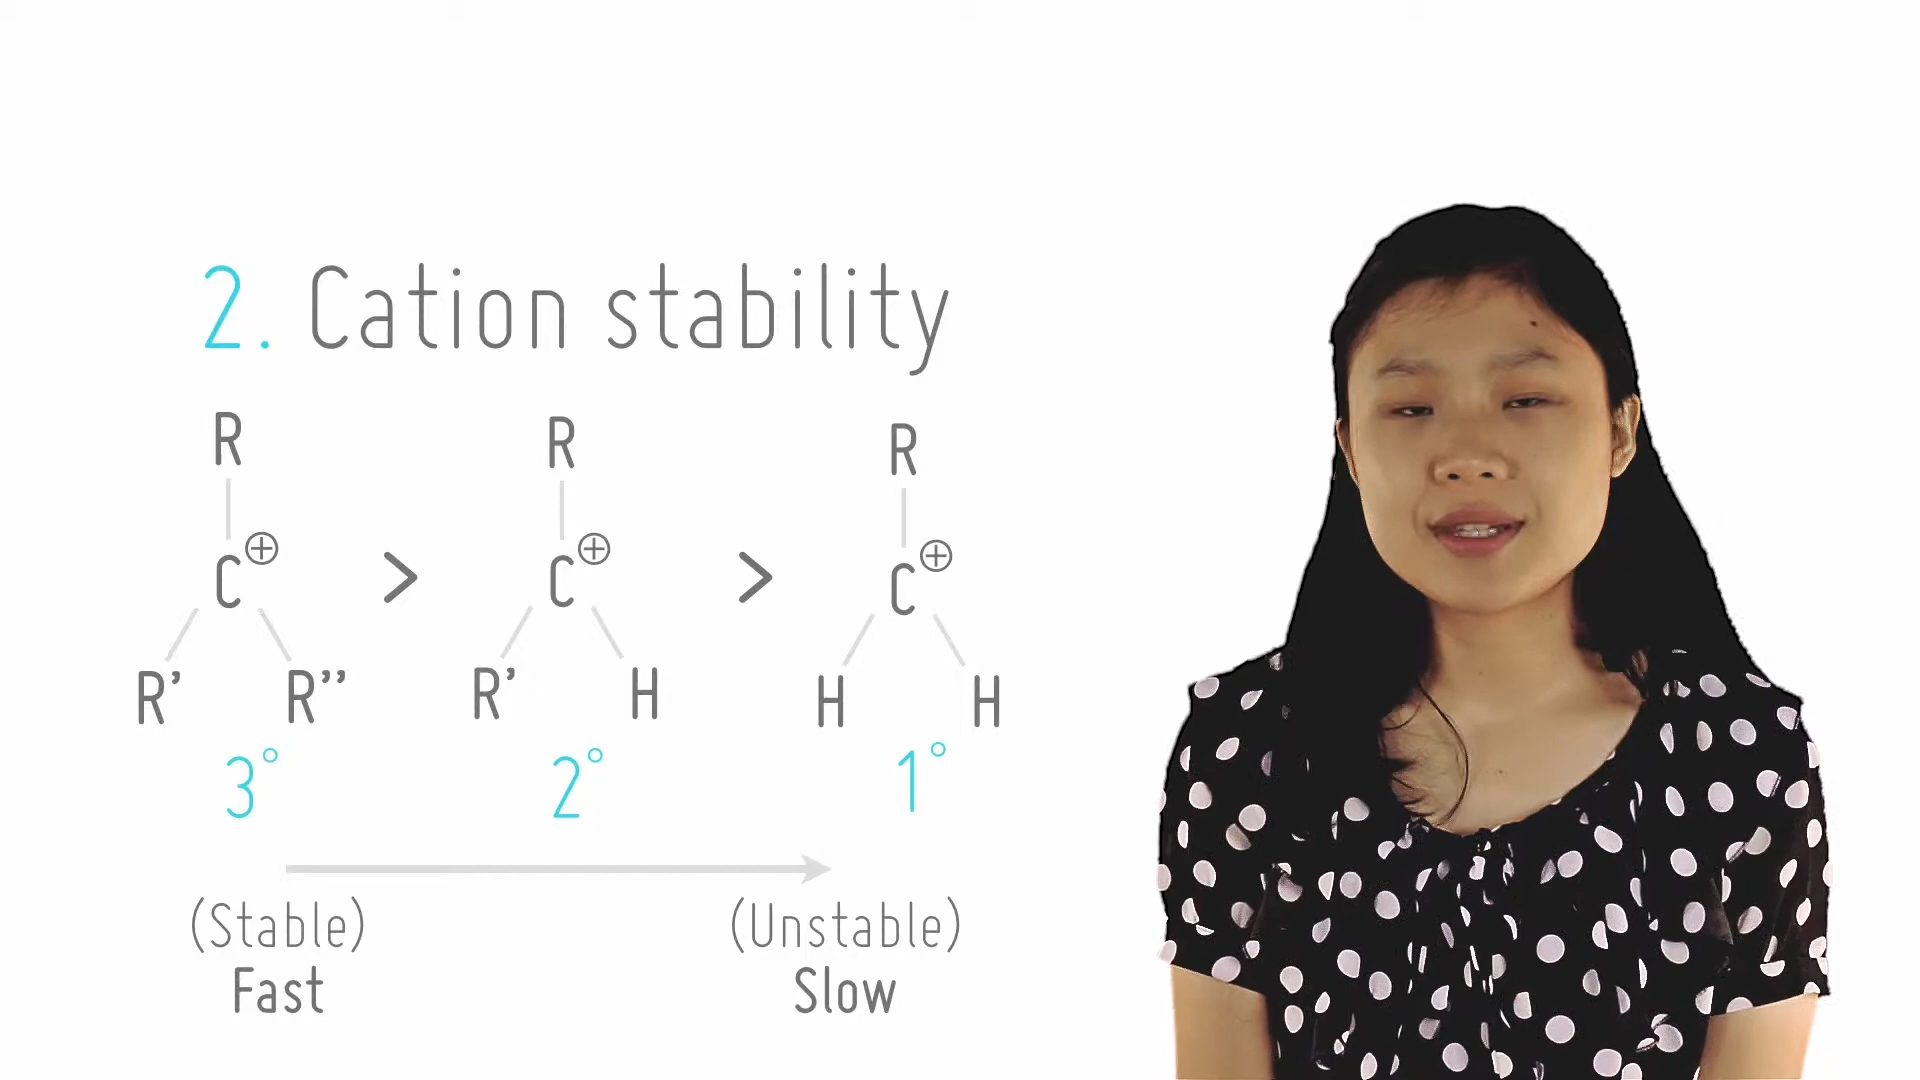 2. Cation stability
R R R
C⊕ > C⊕ > C⊕
R' R'' R' H H H
3° 2° 1°
(Stable) (Unstable)
Fast Slow